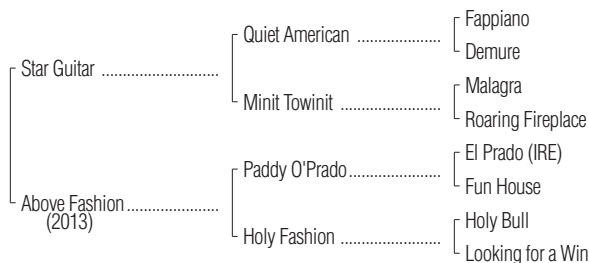 Fappiano
Quiet American ....................
Demure
Star Guitar ............................
Malagra
Minit Towinit ........................
Roaring Fireplace
El Prado (IRE)
Paddy O'Prado......................
Fun House
Above Fashion......................
(2013)
Holy Bull
Holy Fashion ........................
Looking for a Win